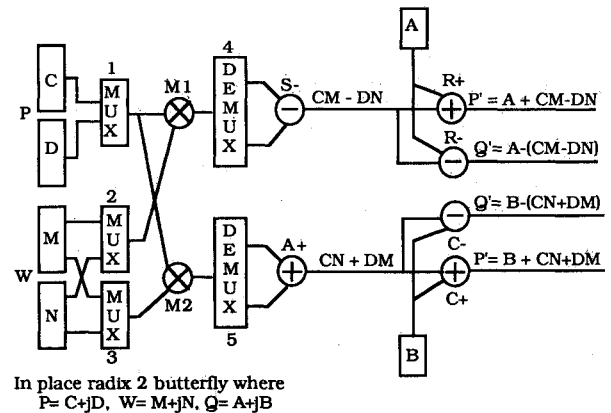 A
1
4
C
M U X
M1
D E M U X
S-
CM - DN
R+
P' = A + CM-DN
P
D
R-
Q' = A-(CM-DN)
2
M
M U X
W
N
M U X
3
M2
D E M U X
5
A+
CN + DM
Q'= B-(CN+DM)
C-
P'= B + CN+DM
C+
B
In place radix 2 butterfly where
P= C+jD, W= M+jN, Q= A+jB